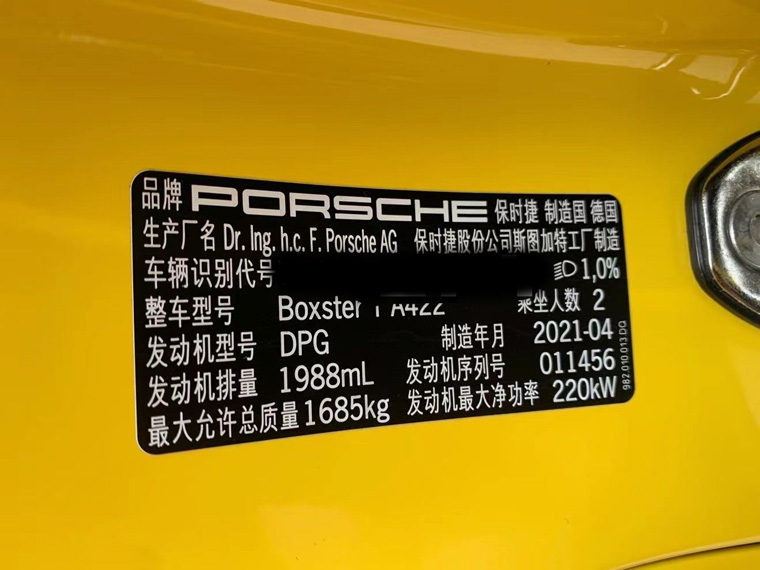 品牌 PORSCHE 保时捷 制造国 德国
生产厂名 Dr. Ing. h.c. F. Porsche AG 保时捷股份公司斯图加特工厂制造
车辆识别代号 1,0%
整车型号 Boxster 乘坐人数 2
发动机型号 DPG 制造年月 2021-04
发动机排量 1988mL 发动机序列号 011456
最大允许总质量 1685kg 发动机最大净功率 220kW
982.010.013.DG